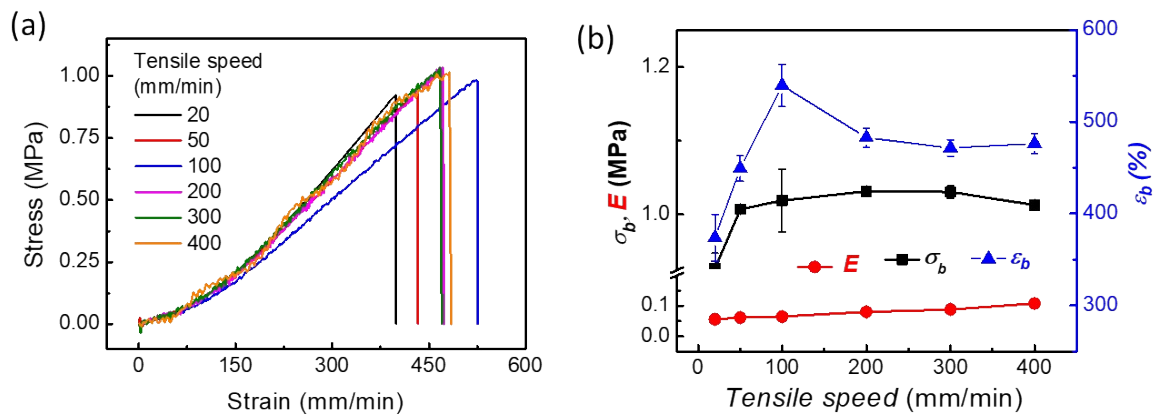 (a)
Tensile speed
(mm/min)
20
50
100
200
300
400
1.00
0.75
0.50
0.25
0.00
Stress (MPa)
0 150 300 450 600
Strain (mm/min)
(b)
1.2
1.0
0.1
0.0
σb, E (MPa)
600
500
400
300
εb (%)
E σb εb
0 100 200 300 400
Tensile speed (mm/min)